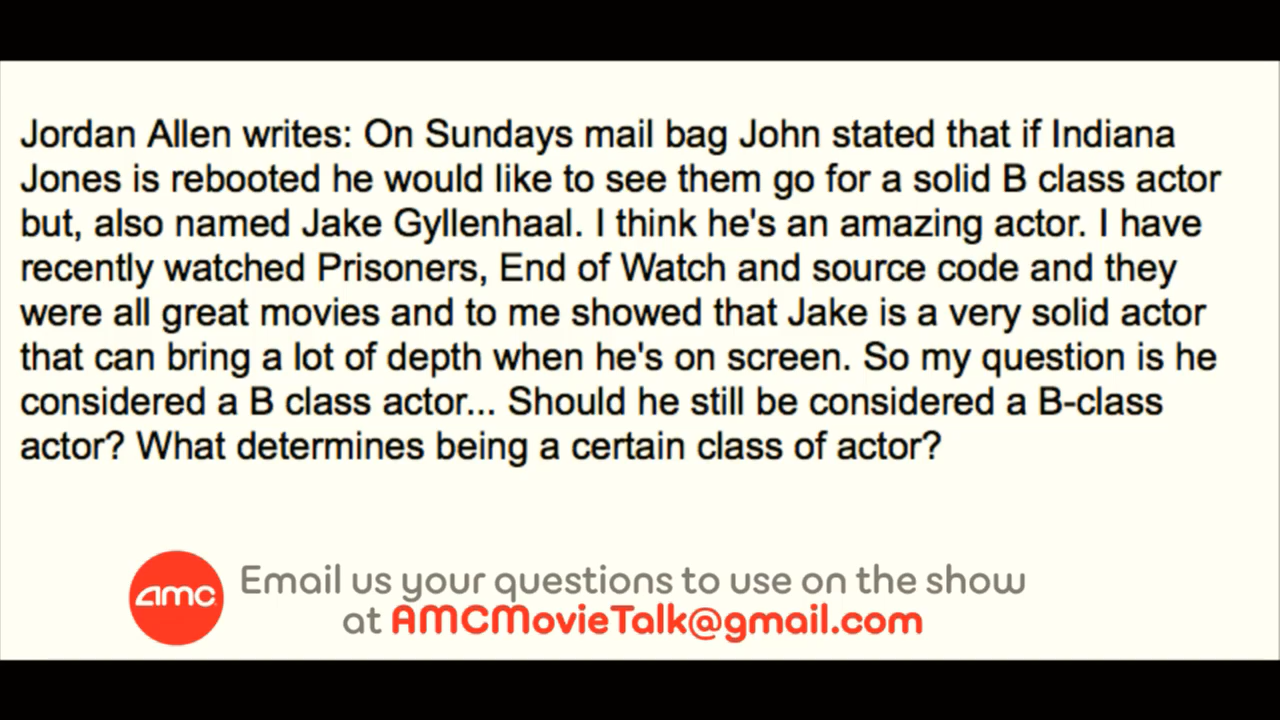 Jordan Allen writes: On Sundays mail bag John stated that if Indiana
Jones is rebooted he would like to see them go for a solid B class actor
but, also named Jake Gyllenhaal. I think he's an amazing actor. I have
recently watched Prisoners, End of Watch and source code and they
were all great movies and to me showed that Jake is a very solid actor
that can bring a lot of depth when he's on screen. So my question is he
considered a B class actor... Should he still be considered a B-class
actor? What determines being a certain class of actor?
amc
Email us your questions to use on the show
at AMCMovieTalk@gmail.com